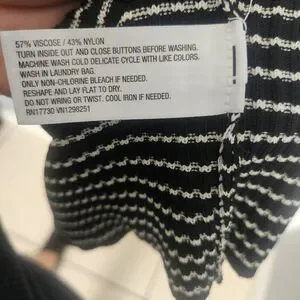 57% VISCOSE / 43% NYLON
TURN INSIDE OUT AND CLOSE BUTTONS BEFORE WASHING.
MACHINE WASH COLD DELICATE CYCLE WITH LIKE COLORS.
WASH IN LAUNDRY BAG.
ONLY NON-CHLORINE BLEACH IF NEEDED.
RESHAPE AND LAY FLAT TO DRY.
DO NOT WRING OR TWIST. COOL IRON IF NEEDED.
RN17730 VN1298251